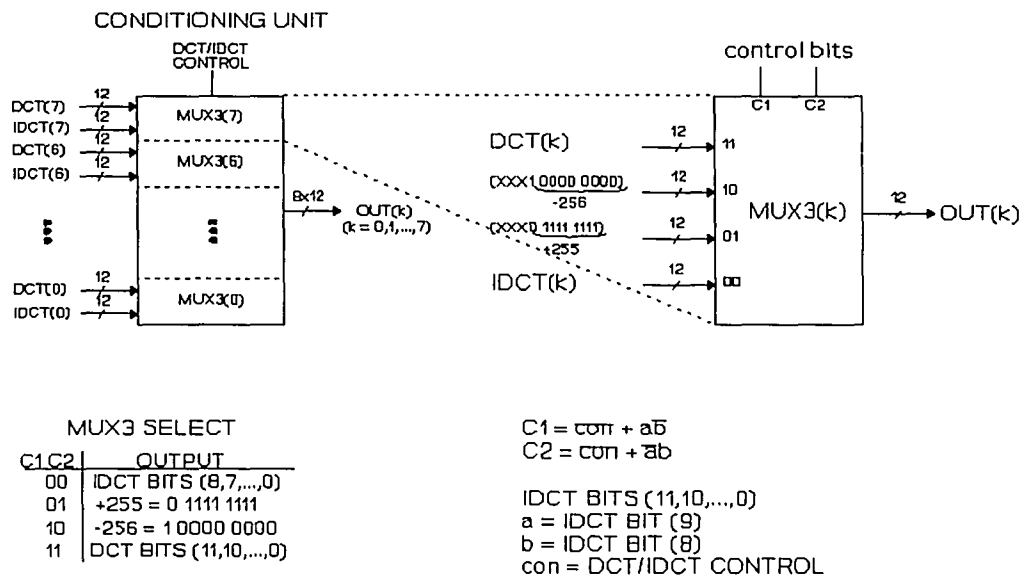 CONDITIONING UNIT
DCT/IDCT
CONTROL
DCT(7) 12
IDCT(7) 12
DCT(6) 12
IDCT(6) 12
DCT(0) 12
IDCT(0) 12
MUX3(7)
MUX3(6)
MUX3(0)
8x12
OUT(k)
(k = 0,1,...,7)
control bits
C1 C2
DCT(k) 12 11
(XXX1 0000 0000) 12 10
-256
(XXX0 1111 1111) 12 01
+255
IDCT(k) 12 00
MUX3(k)
12 OUT(k)
MUX3 SELECT
C1 C2 OUTPUT
00 IDCT BITS (8,7,...,0)
01 +255 = 0 1111 1111
10 -256 = 1 0000 0000
11 DCT BITS (11,10,...,0)
C1 = c̅o̅n̅ + ab̅
C2 = c̅o̅n̅ + a̅b
IDCT BITS (11,10,...,0)
a = IDCT BIT (9)
b = IDCT BIT (8)
con = DCT/IDCT CONTROL